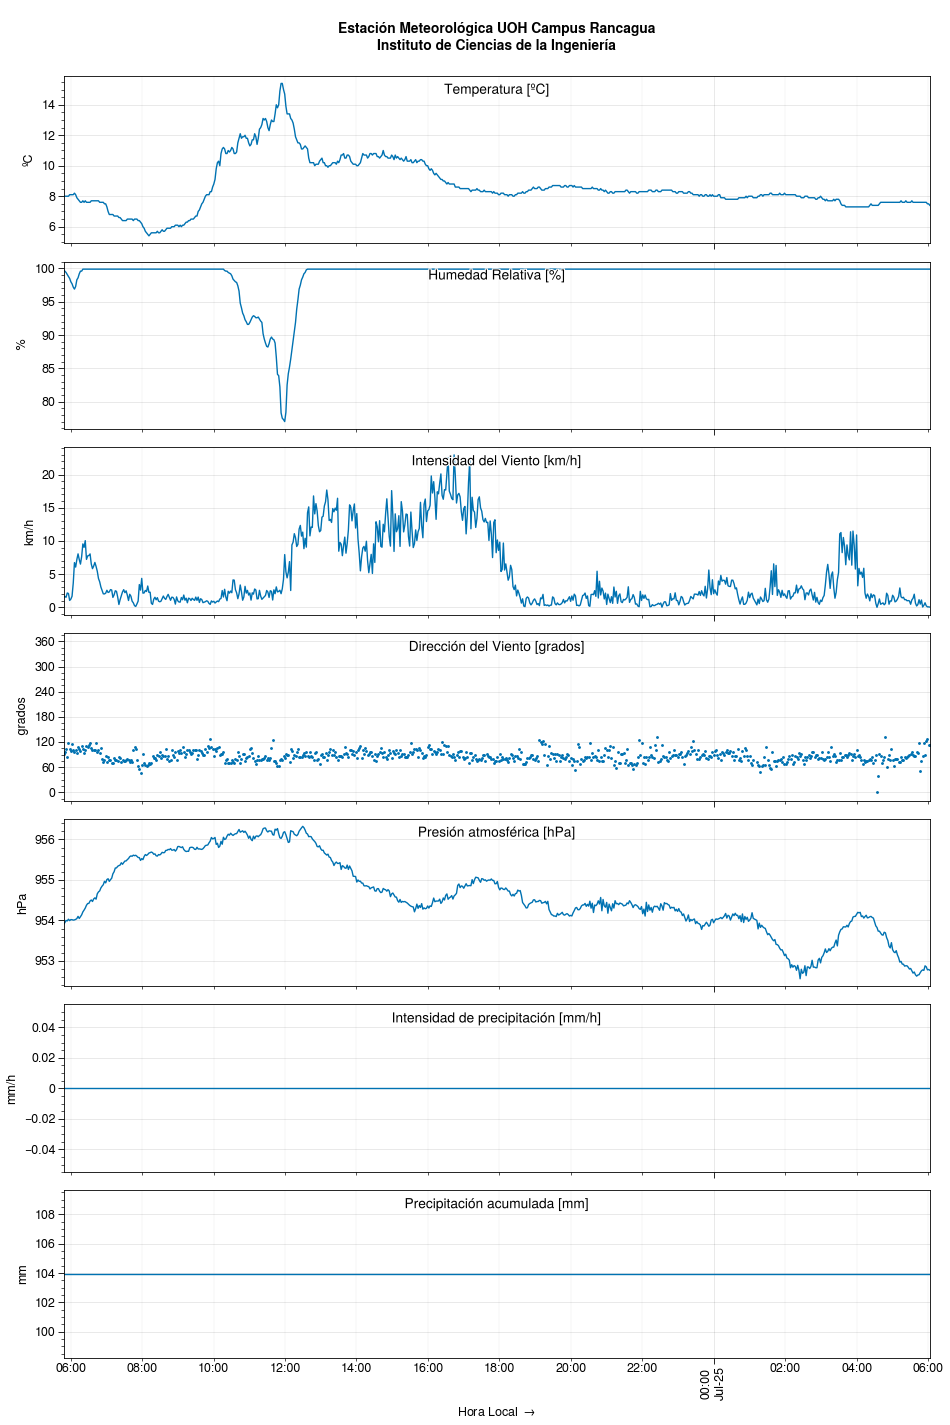 Estación Meteorológica UOH Campus Rancagua
Instituto de Ciencias de la Ingeniería
Temperatura [ºC]
ºC
14
12
10
8
6
Humedad Relativa [%]
%
100
95
90
85
80
Intensidad del Viento [km/h]
km/h
20
15
10
5
0
Dirección del Viento [grados]
grados
360
300
240
180
120
60
0
Presión atmosférica [hPa]
hPa
956
955
954
953
Intensidad de precipitación [mm/h]
mm/h
0.04
0.02
0
−0.02
−0.04
Precipitación acumulada [mm]
mm
108
106
104
102
100
06:00 08:00 10:00 12:00 14:00 16:00 18:00 20:00 22:00 00:00 02:00 04:00 06:00
Jul-25
Hora Local →